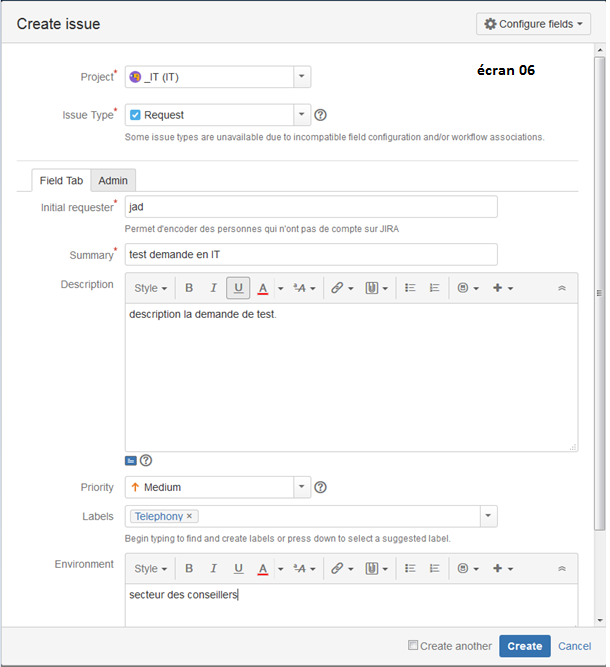 Create issue
Configure fields
écran 06
Project* _IT (IT)
Issue Type* Request
Some issue types are unavailable due to incompatible field configuration and/or workflow associations.
Field Tab Admin
Initial requester* jad
Permet d'encoder des personnes qui n'ont pas de compte sur JIRA
Summary* test demande en IT
Description
Style B I U A ªA
description la demande de test.
Priority Medium
Labels Telephony ×
Begin typing to find and create labels or press down to select a suggested label.
Environment
Style B I U A ªA
secteur des conseillers
Create another Create Cancel